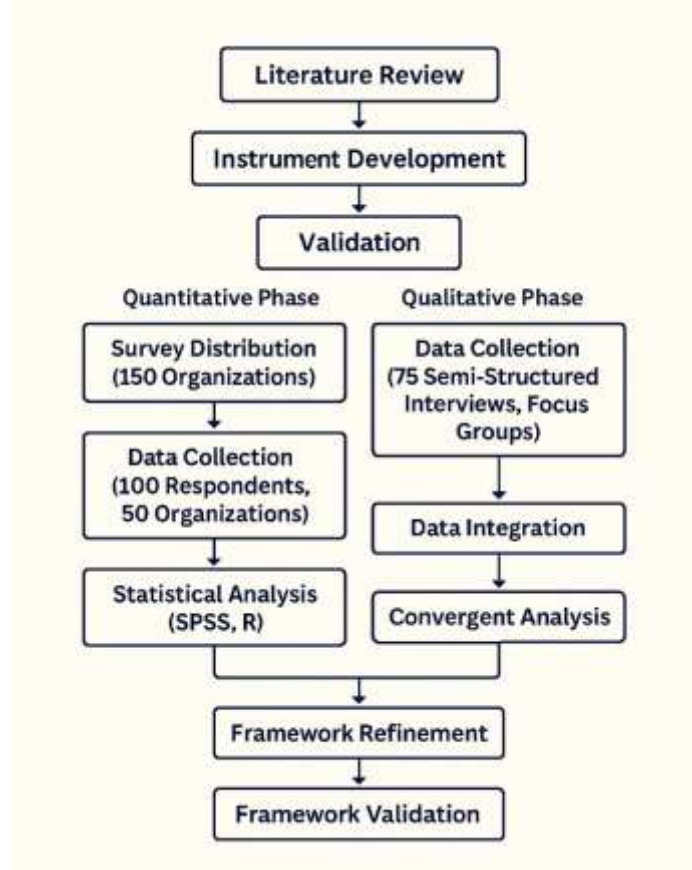 Literature Review
Instrument Development
Validation
Quantitative Phase
Survey Distribution
(150 Organizations)
Data Collection
(100 Respondents,
50 Organizations)
Statistical Analysis
(SPSS, R)
Qualitative Phase
Data Collection
(75 Semi-Structured
Interviews, Focus
Groups)
Data Integration
Convergent Analysis
Framework Refinement
Framework Validation